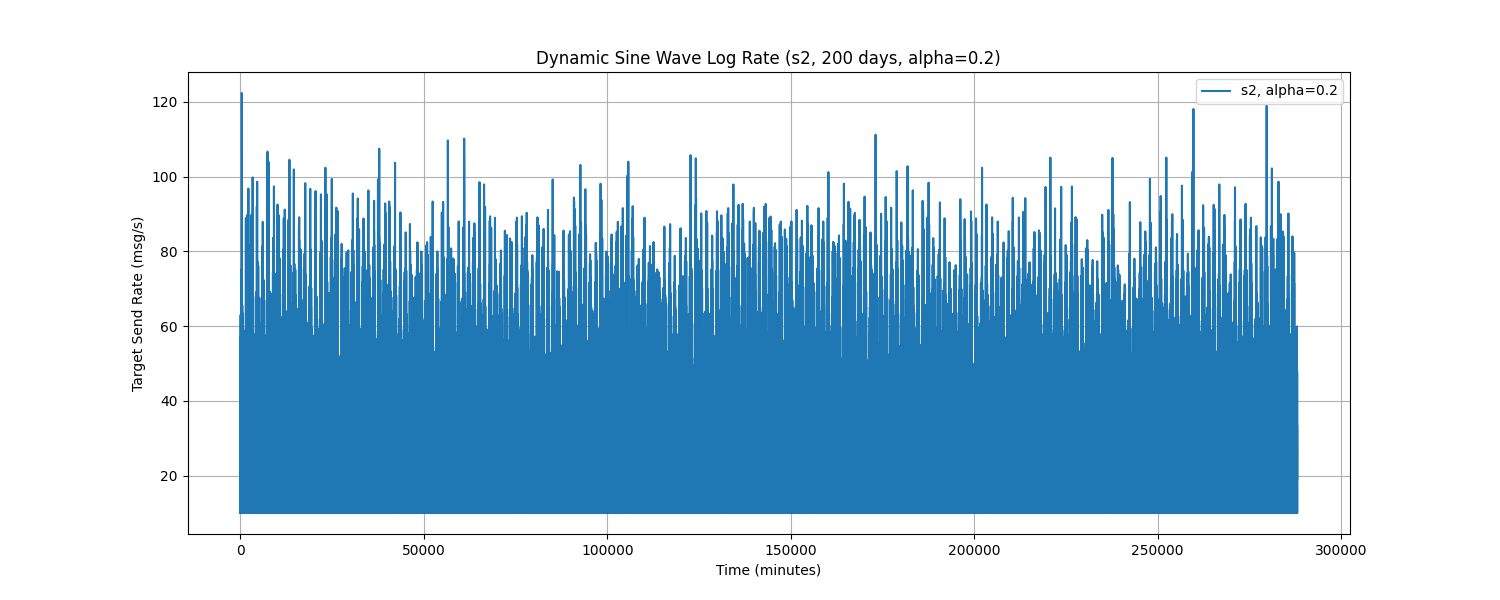 Dynamic Sine Wave Log Rate (s2, 200 days, alpha=0.2)
s2, alpha=0.2
Target Send Rate (msg/s)
120
100
80
60
40
20
0 50000 100000 150000 200000 250000 300000
Time (minutes)